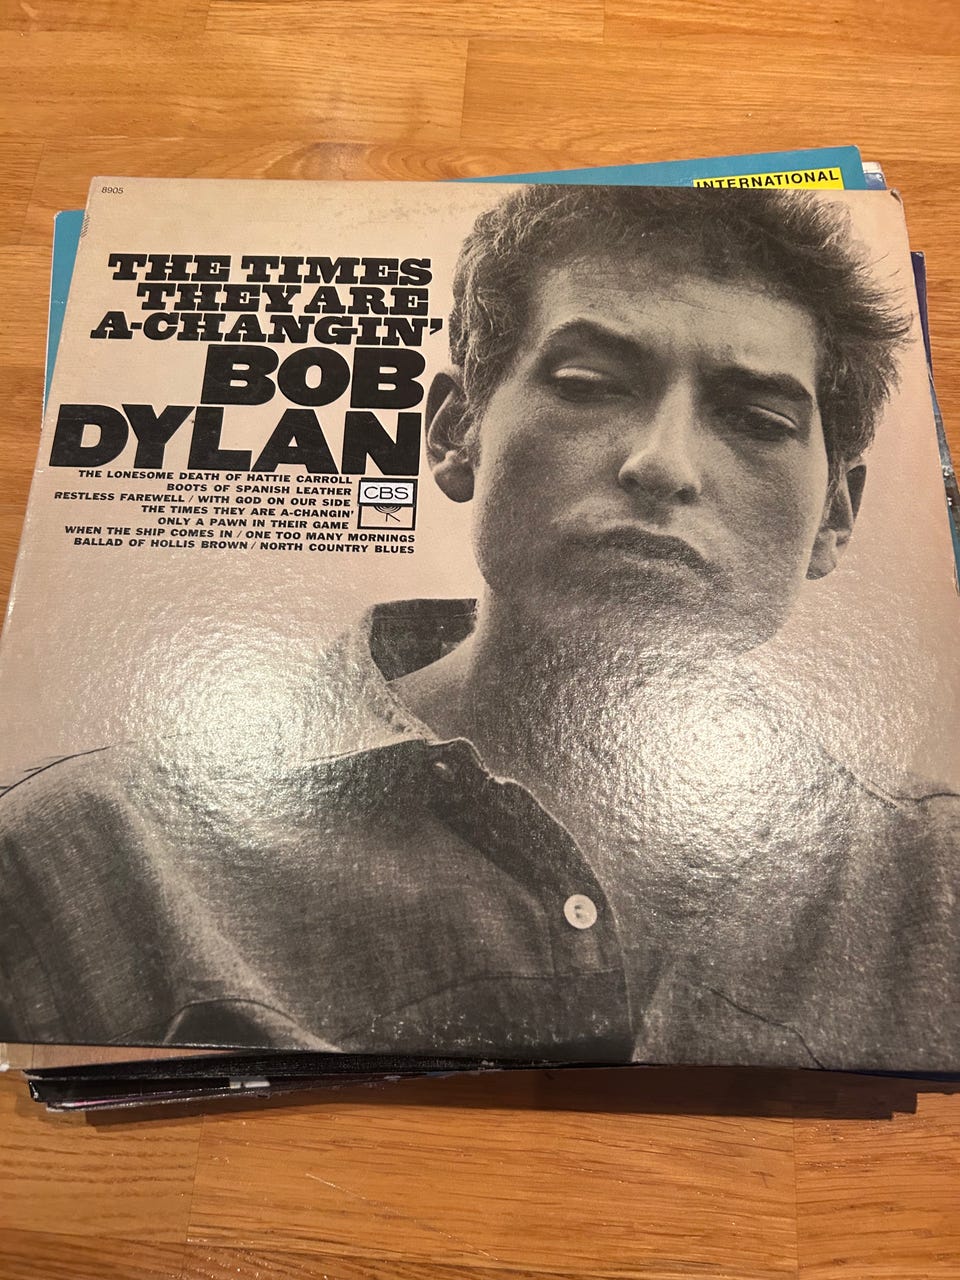 INTERNATIONAL
8905
THE TIMES
THEY ARE
A-CHANGIN'
BOB
DYLAN
THE LONESOME DEATH OF HATTIE CARROLL
BOOTS OF SPANISH LEATHER
RESTLESS FAREWELL / WITH GOD ON OUR SIDE
THE TIMES THEY ARE A-CHANGIN'
ONLY A PAWN IN THEIR GAME
WHEN THE SHIP COMES IN / ONE TOO MANY MORNINGS
BALLAD OF HOLLIS BROWN / NORTH COUNTRY BLUES
CBS